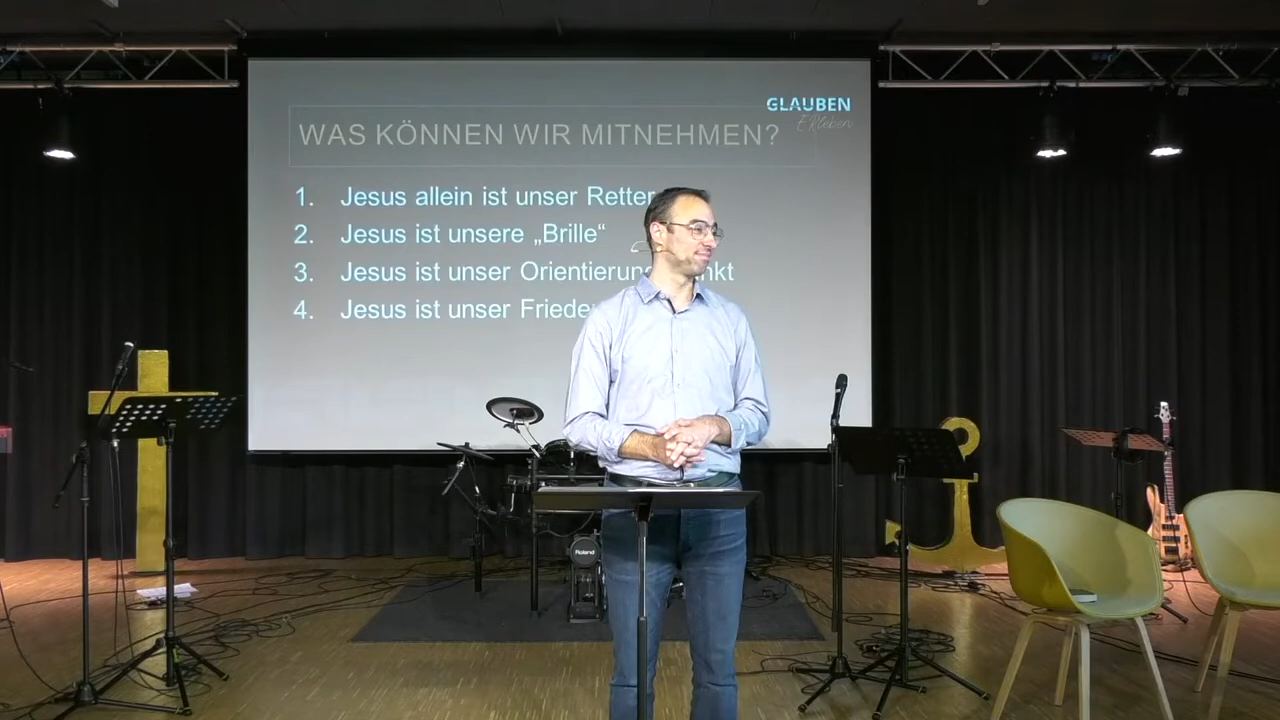 GLAUBEN
ERleben
WAS KÖNNEN WIR MITNEHMEN?
1. Jesus allein ist unser Retter
2. Jesus ist unsere „Brille“
3. Jesus ist unser
4. Jesus ist unser
Roland